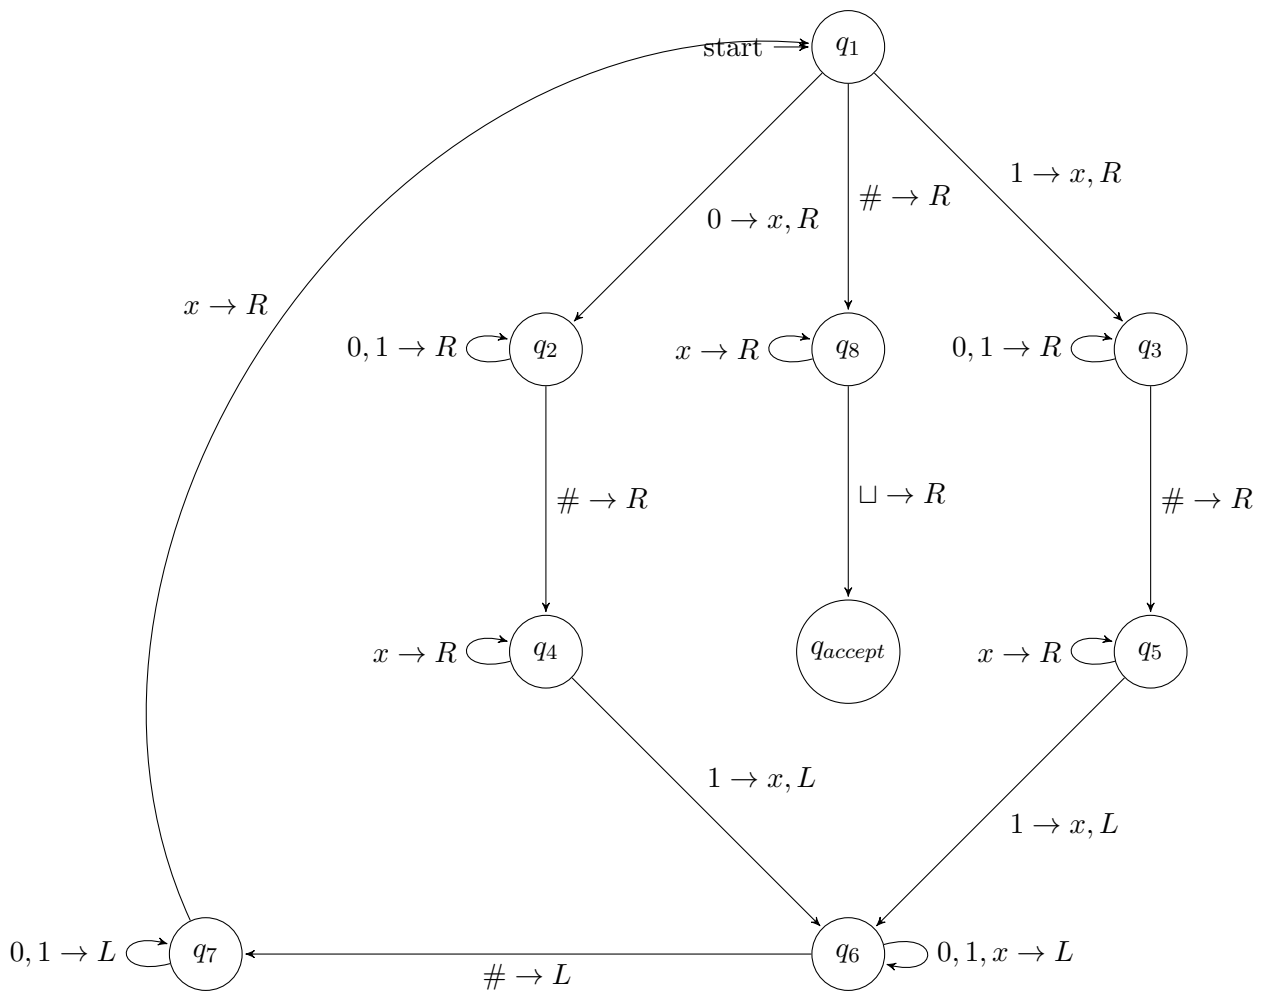 start
q₁
1 → x, R
# → R
0 → x, R
x → R
0, 1 → R
q₂
x → R
q₈
0, 1 → R
q₃
# → R
⊔ → R
# → R
x → R
q₄
q_accept
x → R
q₅
1 → x, L
1 → x, L
0, 1 → L
q₇
# → L
q₆
0, 1, x → L